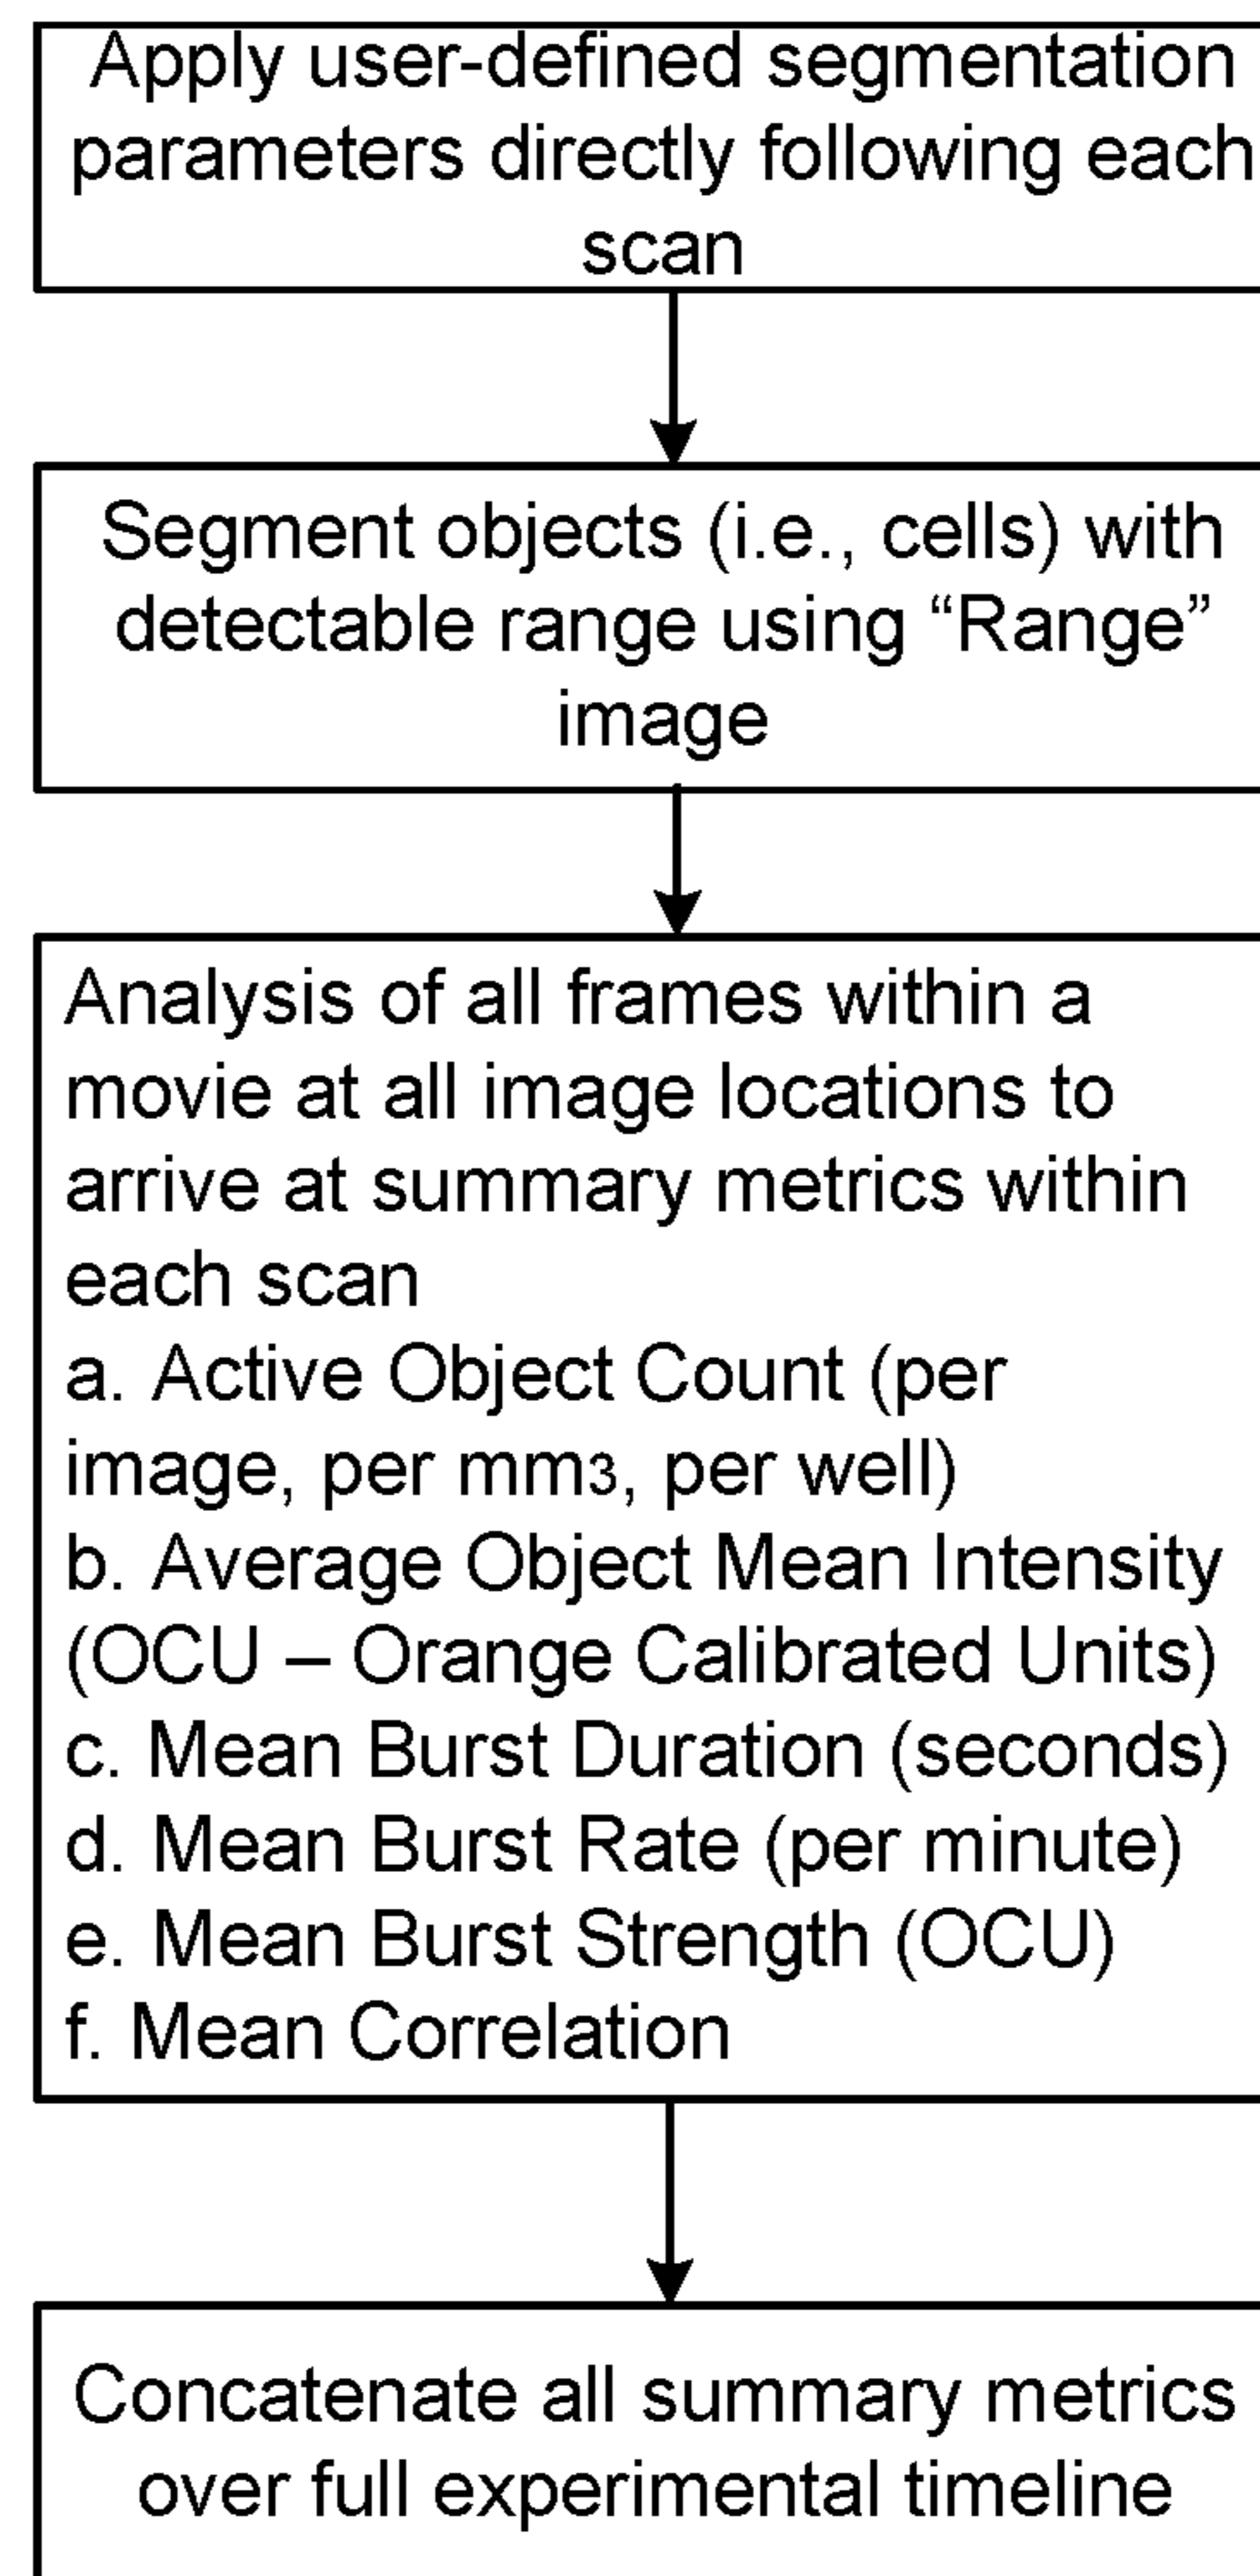 Apply user-defined segmentation
parameters directly following each
scan
Segment objects (i.e., cells) with
detectable range using “Range”
image
Analysis of all frames within a
movie at all image locations to
arrive at summary metrics within
each scan
a. Active Object Count (per
image, per mm3, per well)
b. Average Object Mean Intensity
(OCU – Orange Calibrated Units)
c. Mean Burst Duration (seconds)
d. Mean Burst Rate (per minute)
e. Mean Burst Strength (OCU)
f. Mean Correlation
Concatenate all summary metrics
over full experimental timeline